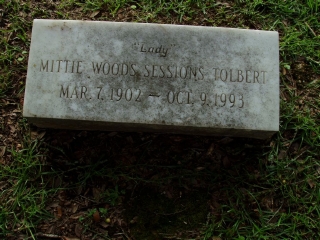 "Lady"
MITTIE WOODS SESSIONS TOLBERT
MAR. 7, 1902 – OCT. 9, 1993